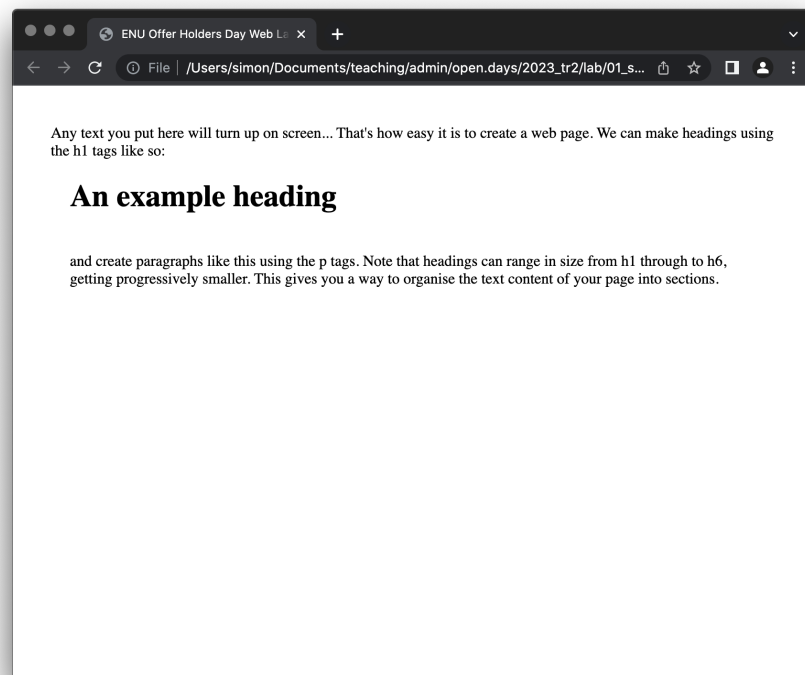 ENU Offer Holders Day Web La
File /Users/simon/Documents/teaching/admin/open.days/2023_tr2/lab/01_s...
Any text you put here will turn up on screen... That's how easy it is to create a web page. We can make headings using
the h1 tags like so:
An example heading
and create paragraphs like this using the p tags. Note that headings can range in size from h1 through to h6,
getting progressively smaller. This gives you a way to organise the text content of your page into sections.